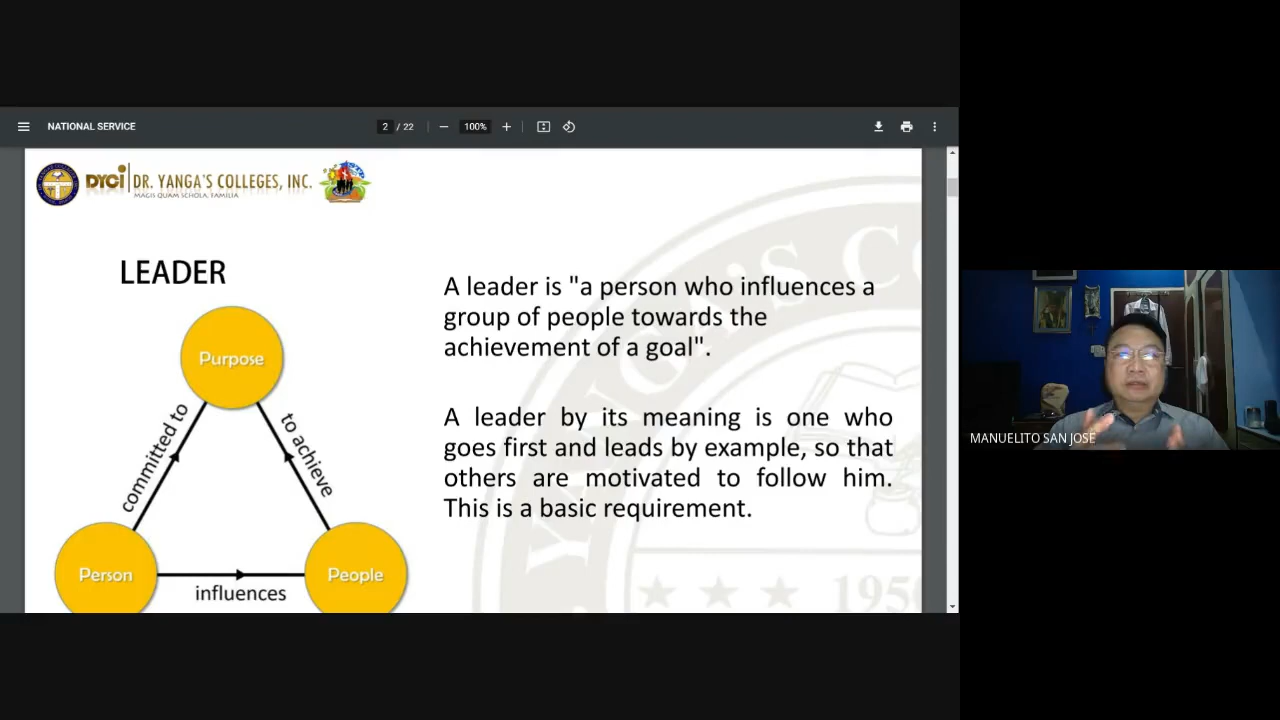 NATIONAL SERVICE
2 / 22
100%
DYCI DR. YANGA'S COLLEGES, INC.
MAGIS QUAM SCHOLA, FAMILIA
LEADER
Purpose
committed to
to achieve
Person
influences
People
A leader is "a person who influences a
group of people towards the
achievement of a goal".
A leader by its meaning is one who
goes first and leads by example, so that
others are motivated to follow him.
This is a basic requirement.
YANGA'S CO
195
MANUELITO SAN JOSE